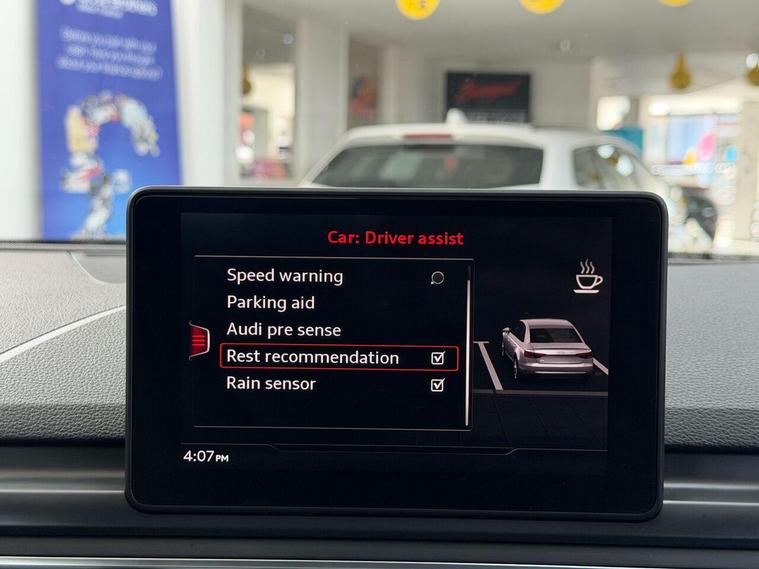 Car: Driver assist
Speed warning
Parking aid
Audi pre sense
Rest recommendation
Rain sensor
4:07PM